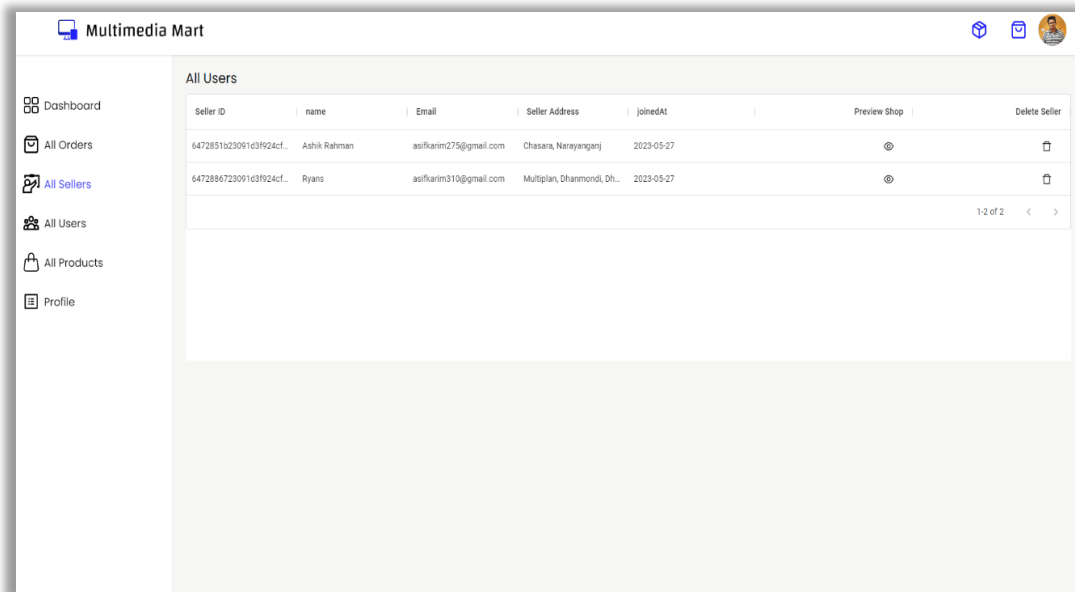 Multimedia Mart
All Users
Dashboard
All Orders
All Sellers
All Users
All Products
Profile
Seller ID name Email Seller Address joinedAt Preview Shop Delete Seller
6472851b23091d3f924cf... Ashik Rahman asifkarim275@gmail.com Chasara, Narayanganj 2023-05-27
6472886723091d3f924cf... Ryans asifkarim310@gmail.com Multiplan, Dhanmondi, Dh... 2023-05-27
1-2 of 2